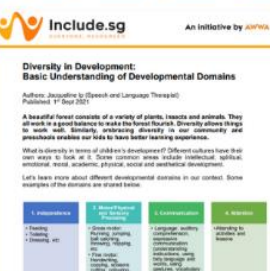 Include.sg
An initiative by AWWA
Diversity in Development:
Basic Understanding of Developmental Domains
Authors: Jacqueline Ip (Speech and Language Therapist)
Published: 1st Sept 2021
A beautiful forest consists of a variety of plants, insects and animals. They
all work in a good balance to make the forest flourish. Diversity allows things
to work well. Similarly, embracing diversity in our community and
preschools enables our kids to have better learning experience.
What is diversity in terms of children's development? Different cultures have their
own ways to look at it. Some common areas include intellectual, spiritual,
emotional, moral, academic, physical, social and aesthetical development.
Let's learn more about different developmental domains in our context. Some
examples of the domains are shared below.
1. Independence
2. Motor/Physical
and Sensory
Processing
3. Communication
4. Attention
• Feeding
• Toileting
• Dressing, etc
• Gross motor:
Running, jumping,
ball catching,
throwing, hopping,
etc
• Fine motor:
Handwriting,
• Language: auditory
comprehension,
expressive
communication
(understanding
instructions, using
words, using
• Attending to
activities and
lessons